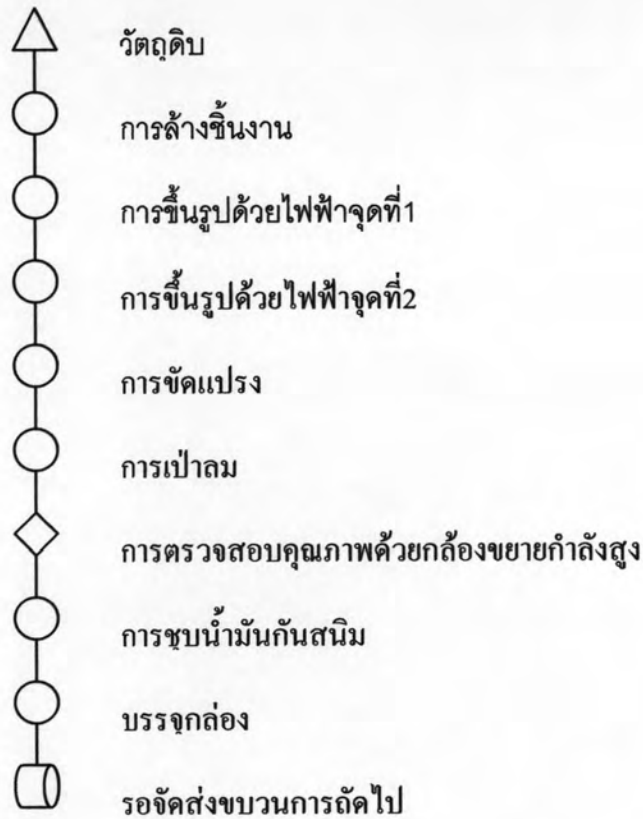 วัตถุดิบ
การล้างชิ้นงาน
การขึ้นรูปด้วยไฟฟ้าจุดที่1
การขึ้นรูปด้วยไฟฟ้าจุดที่2
การขัดแปรง
การเป่าลม
การตรวจสอบคุณภาพด้วยกล้องขยายกำลังสูง
การชุบน้ำมันกันสนิม
บรรจุกล่อง
รอจัดส่งขบวนการถัดไป